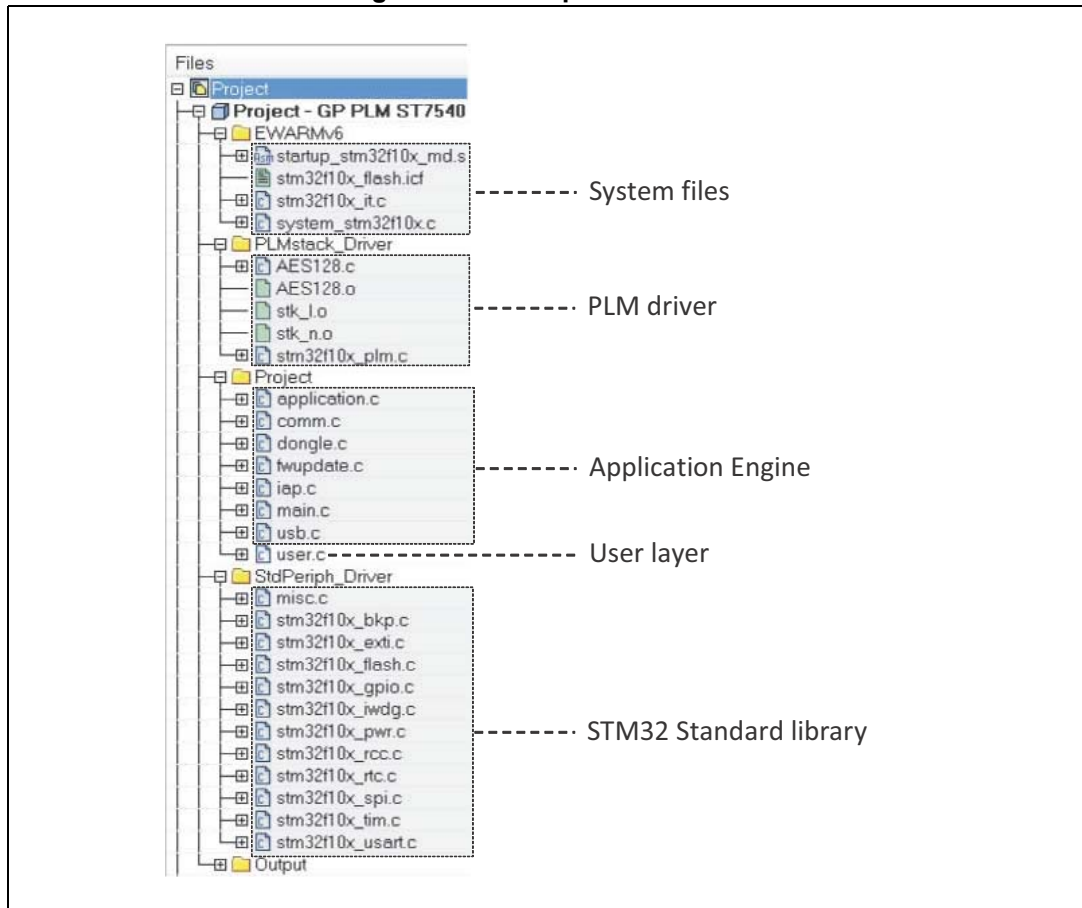 Files
Project
Project - GP PLM ST7540
EWARMv6
startup_stm32f10x_md.s
stm32f10x_flash.icf
stm32f10x_it.c
system_stm32f10x.c
System files
PLMstack_Driver
AES128.c
AES128.o
stk_l.o
stk_n.o
stm32f10x_plm.c
PLM driver
Project
application.c
comm.c
dongle.c
fwupdate.c
iap.c
main.c
usb.c
Application Engine
user.c
User layer
StdPeriph_Driver
misc.c
stm32f10x_bkp.c
stm32f10x_exti.c
stm32f10x_flash.c
stm32f10x_gpio.c
stm32f10x_iwdg.c
stm32f10x_pwr.c
stm32f10x_rcc.c
stm32f10x_rtc.c
stm32f10x_spi.c
stm32f10x_tim.c
stm32f10x_usart.c
STM32 Standard library
Output